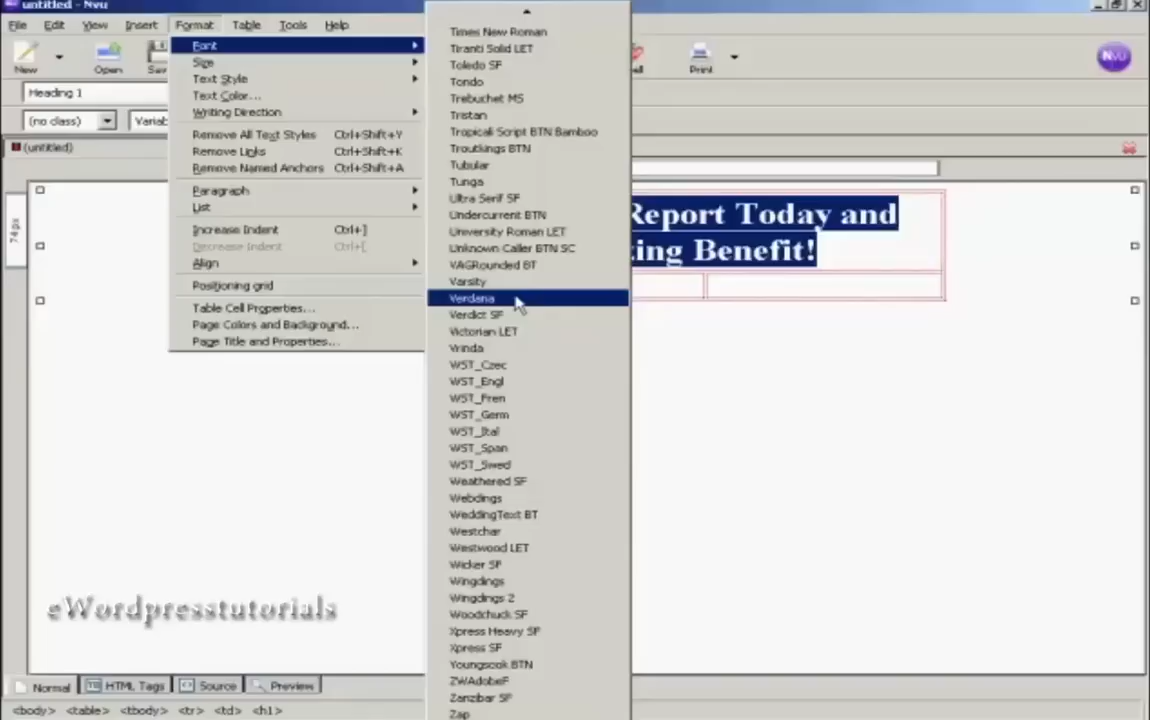 untitled - Nvu
File Edit View Insert Format Table Tools Help
New Open Save Print
Heading 1
(no class) Variab
(untitled)
74px
Font
Size
Text Style
Text Color...
Writing Direction
Remove All Text Styles Ctrl+Shift+Y
Remove Links Ctrl+Shift+K
Remove Named Anchors Ctrl+Shift+A
Paragraph
List
Increase Indent Ctrl+]
Decrease Indent Ctrl+[
Align
Positioning grid
Table Cell Properties...
Page Colors and Background...
Page Title and Properties...
Times New Roman
Tiranti Solid LET
Toledo SF
Tondo
Trebuchet MS
Tristan
Tropicali Script BTN Bamboo
Troutkings BTN
Tubular
Tunga
Ultra Serif SF
Undercurrent BTN
University Roman LET
Unknown Caller BTN SC
VAGRounded BT
Varsity
Verdana
Verdict SF
Victorian LET
Vrinda
WST_Czec
WST_Engl
WST_Fren
WST_Germ
WST_Ital
WST_Span
WST_Swed
Weathered SF
Webdings
WeddingText BT
Westchar
Westwood LET
Wicker SF
Wingdings
Wingdings 2
Woodchuck SF
Xpress Heavy SF
Xpress SF
Youngsook BTN
ZWAdobeF
Zanzibar SF
Zap
Report Today and
zing Benefit!
eWordpresstutorials
Normal HTML Tags Source Preview
<body> <table> <tbody> <tr> <td> <h1>